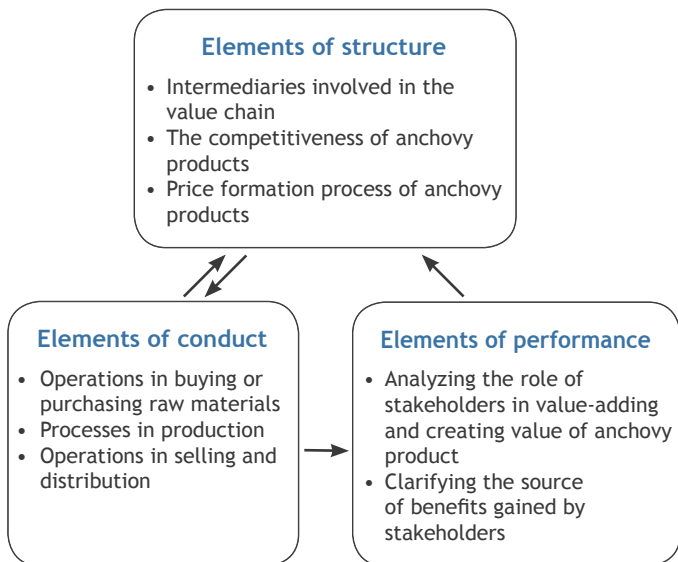 Elements of structure
• Intermediaries involved in the
value chain
• The competitiveness of anchovy
products
• Price formation process of anchovy
products
Elements of conduct
• Operations in buying or
purchasing raw materials
• Processes in production
• Operations in selling and
distribution
Elements of performance
• Analyzing the role of
stakeholders in value-adding
and creating value of anchovy
product
• Clarifying the source
of benefits gained by
stakeholders